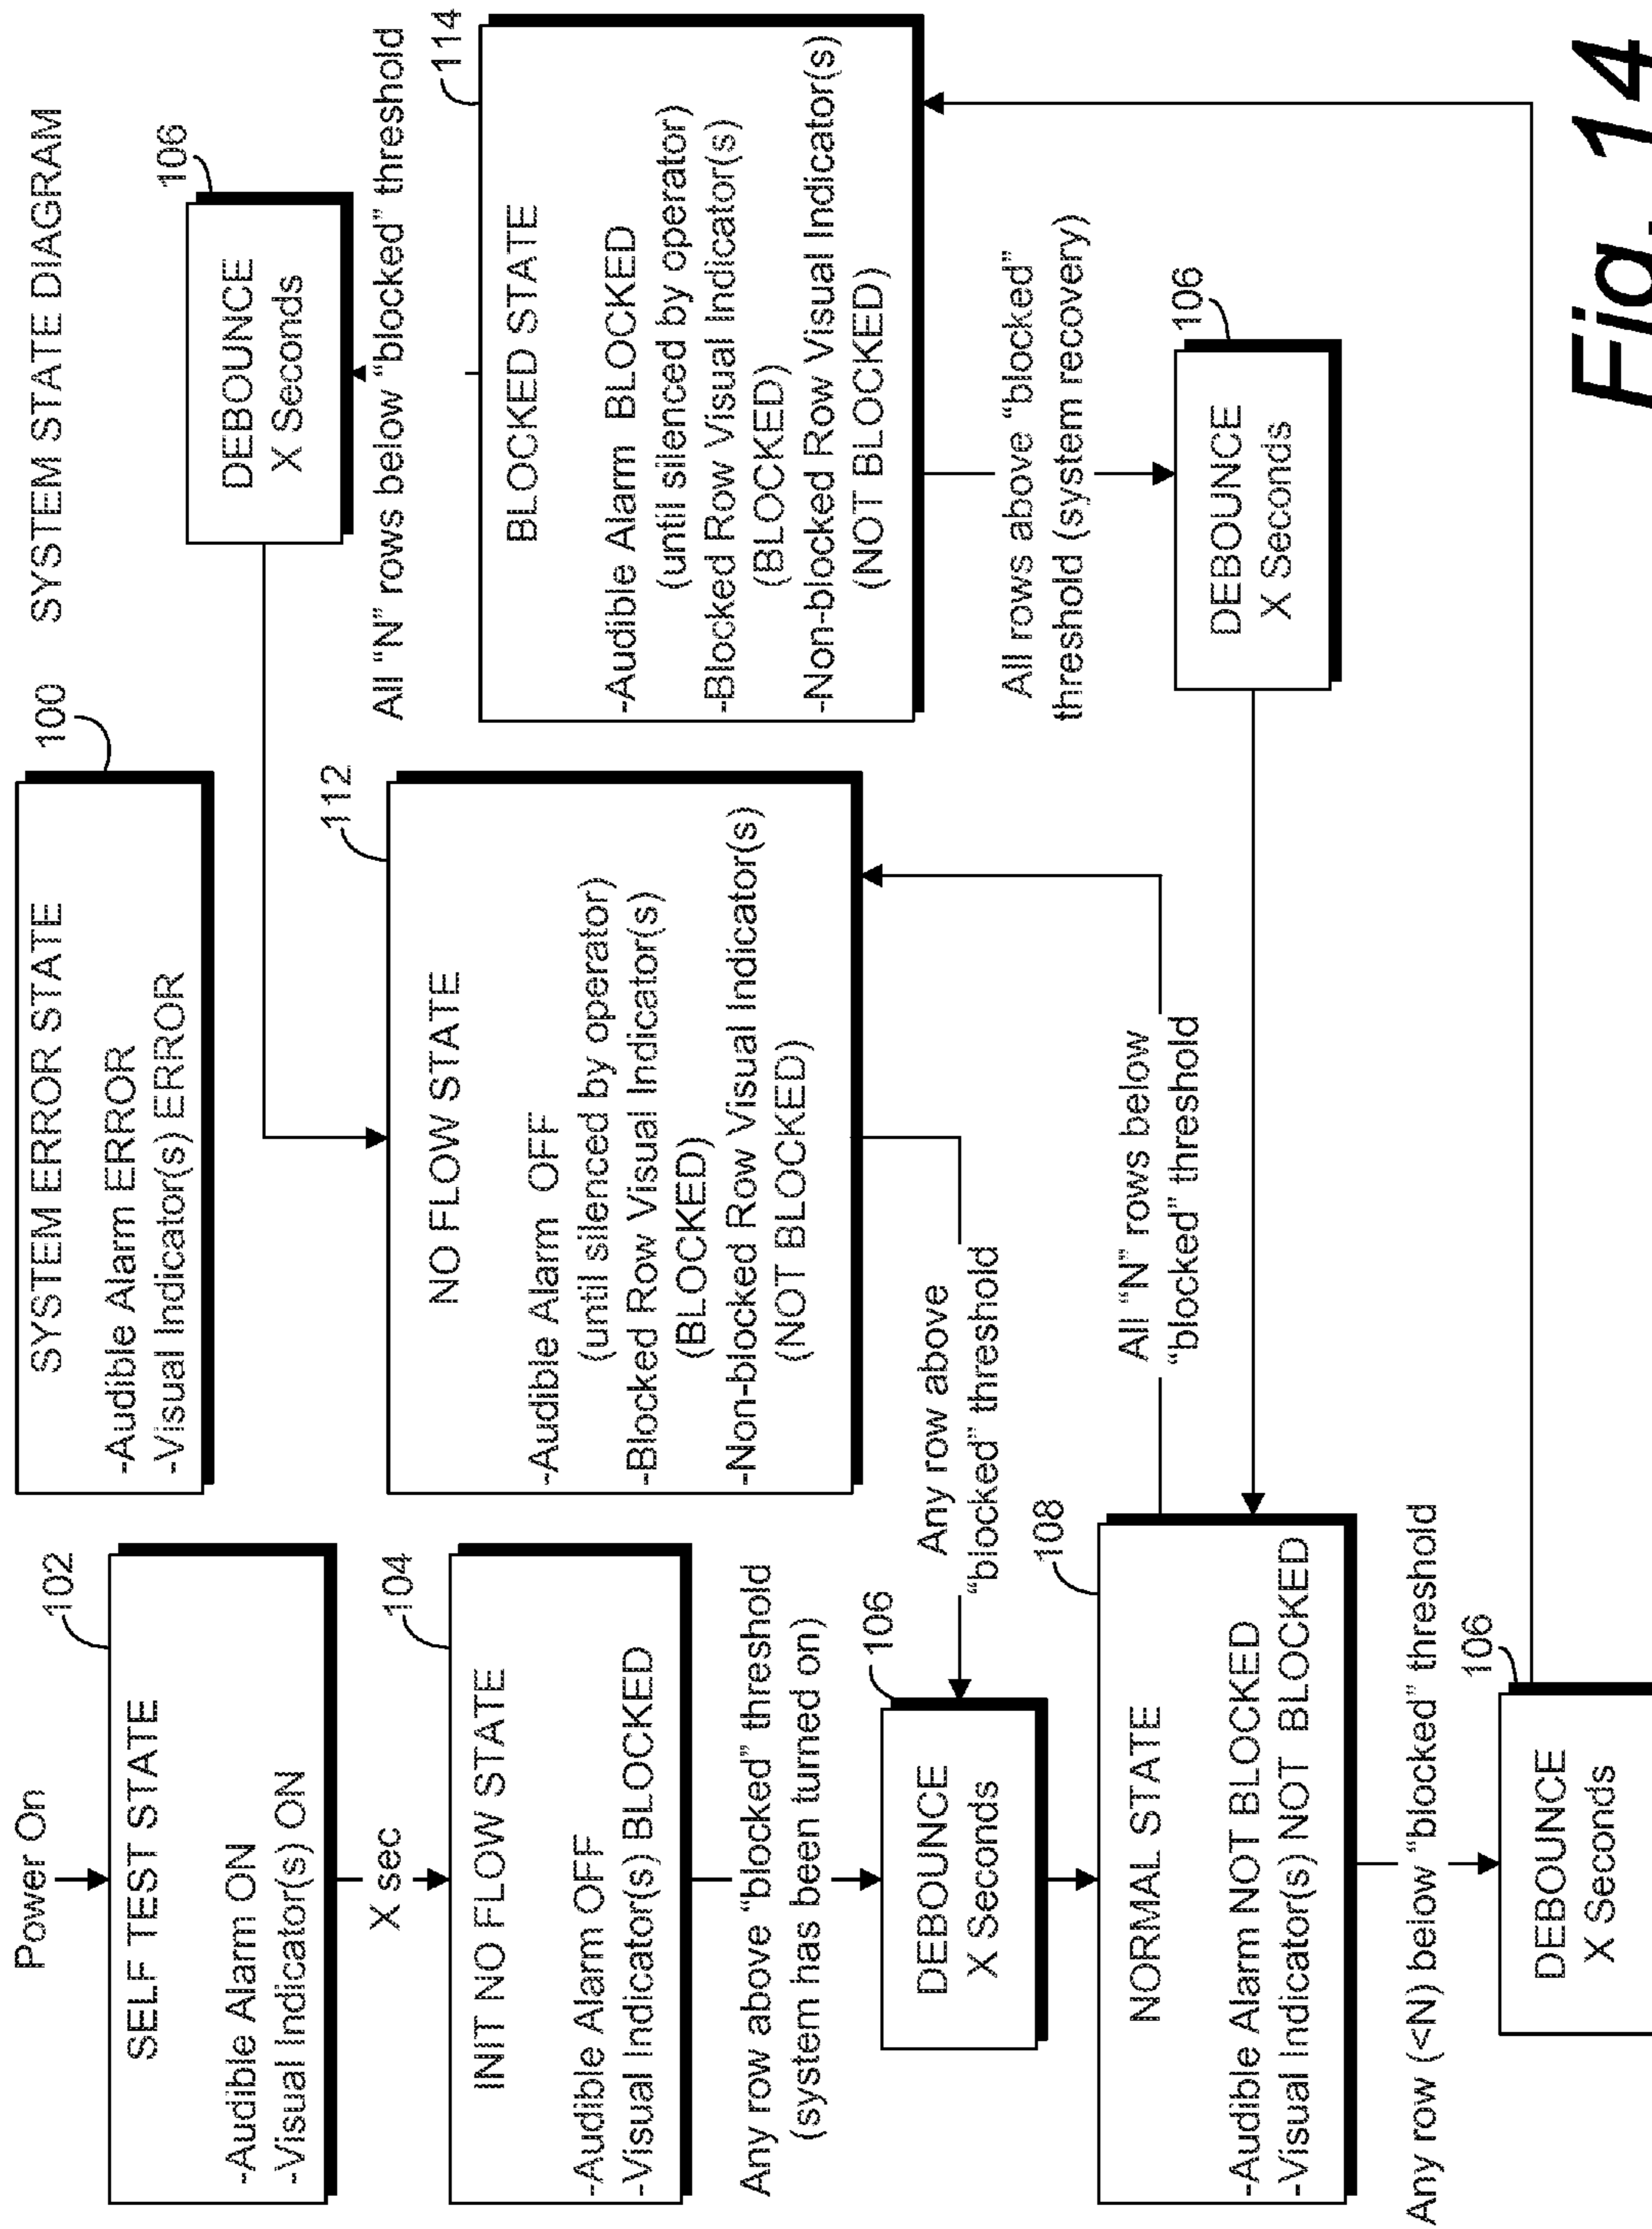 SYSTEM STATE DIAGRAM
Power On
102
SELF TEST STATE
-Audible Alarm ON
-Visual Indicator(s) ON
X sec
104
INIT NO FLOW STATE
-Audible Alarm OFF
-Visual Indicator(s) BLOCKED
Any row above “blocked” threshold
(system has been turned on)
106
DEBOUNCE
X Seconds
108
NORMAL STATE
-Audible Alarm NOT BLOCKED
-Visual Indicator(s) NOT BLOCKED
Any row (<N) below “blocked” threshold
106
DEBOUNCE
X Seconds
100
SYSTEM ERROR STATE
-Audible Alarm ERROR
-Visual Indicator(s) ERROR
112
NO FLOW STATE
-Audible Alarm OFF
(until silenced by operator)
-Blocked Row Visual Indicator(s)
(BLOCKED)
-Non-blocked Row Visual Indicator(s)
(NOT BLOCKED)
Any row above
“blocked” threshold
All “N” rows below
“blocked” threshold
106
DEBOUNCE
X Seconds
All “N” rows below “blocked” threshold
114
BLOCKED STATE
-Audible Alarm BLOCKED
(until silenced by operator)
-Blocked Row Visual Indicator(s)
(BLOCKED)
-Non-blocked Row Visual Indicator(s)
(NOT BLOCKED)
All rows above “blocked”
threshold (system recovery)
106
DEBOUNCE
X Seconds
Fig. 14